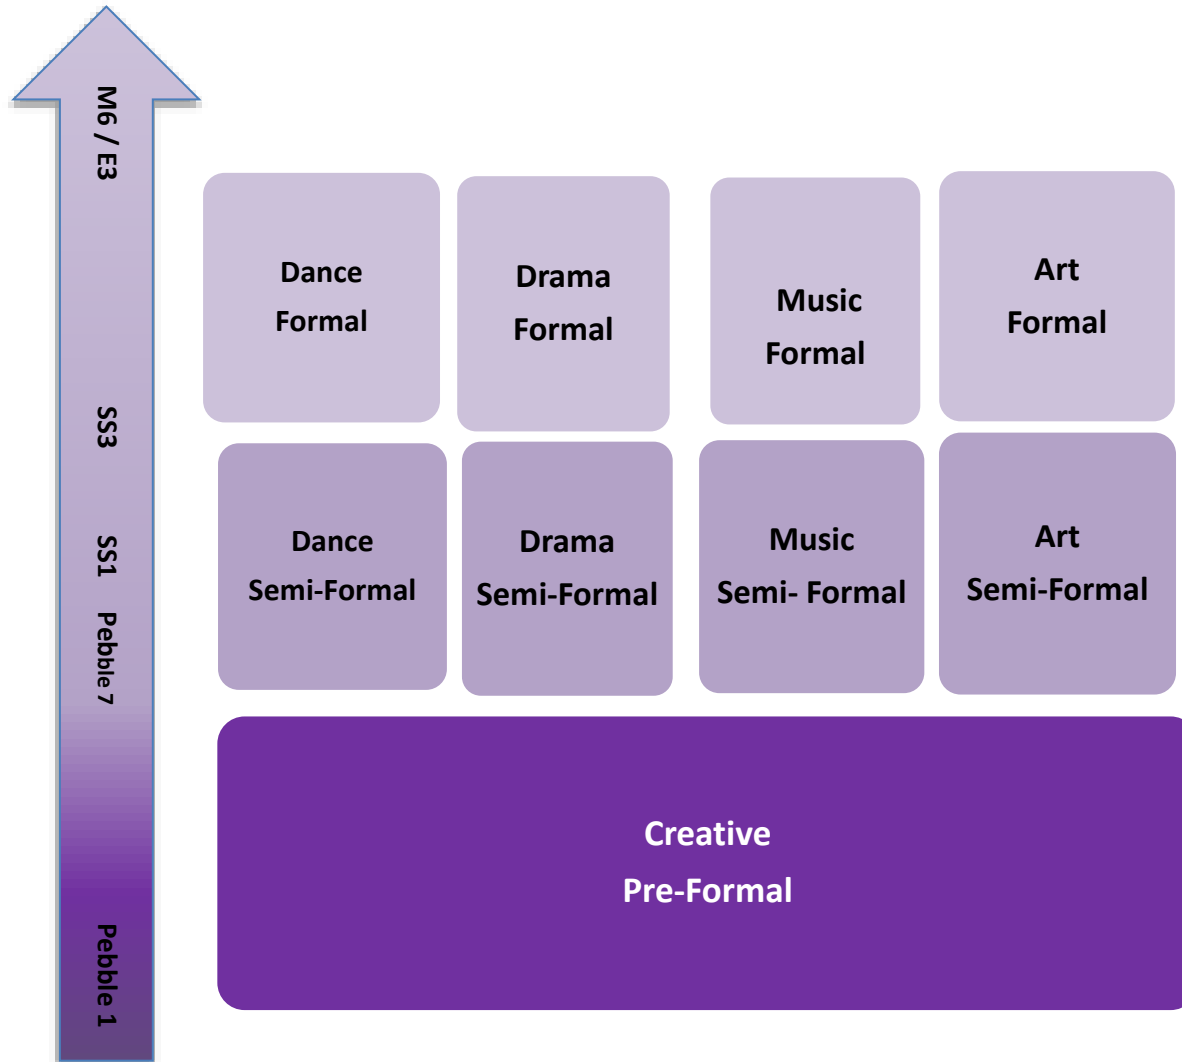 M6 / E3
SS3
SS1
Pebble 7
Pebble 1
Dance
Formal
Drama
Formal
Music
Formal
Art
Formal
Dance
Semi-Formal
Drama
Semi-Formal
Music
Semi- Formal
Art
Semi-Formal
Creative
Pre-Formal